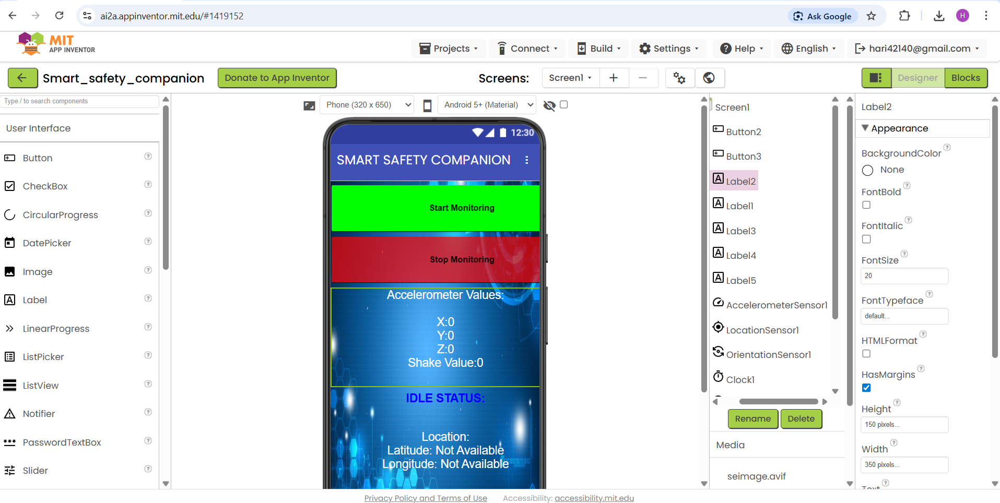 ai2a.appinventor.mit.edu/#1419152
Ask Google
H
MIT
APP INVENTOR
Projects
Connect
Build
Settings
Help
English
hari42140@gmail.com
Smart_safety_companion
Donate to App Inventor
Screens:
Screen1
Designer
Blocks
Type / to search components
User Interface
Button
CheckBox
CircularProgress
DatePicker
Image
Label
LinearProgress
ListPicker
ListView
Notifier
PasswordTextBox
Slider
Phone (320 x 650)
Android 5+ (Material)
12:30
SMART SAFETY COMPANION
Start Monitoring
Stop Monitoring
Accelerometer Values:
X:0
Y:0
Z:0
Shake Value:0
IDLE STATUS:
Location:
Latitude: Not Available
Longitude: Not Available
Screen1
Button2
Button3
Label2
Label1
Label3
Label4
Label5
AccelerometerSensor1
LocationSensor1
OrientationSensor1
Clock1
Rename
Delete
Media
seimage.avif
Label2
Appearance
BackgroundColor
None
FontBold
FontItalic
FontSize
20
FontTypeface
default...
HTMLFormat
HasMargins
Height
150 pixels...
Width
350 pixels...
Text
Privacy Policy and Terms of Use
Accessibility: accessibility.mit.edu